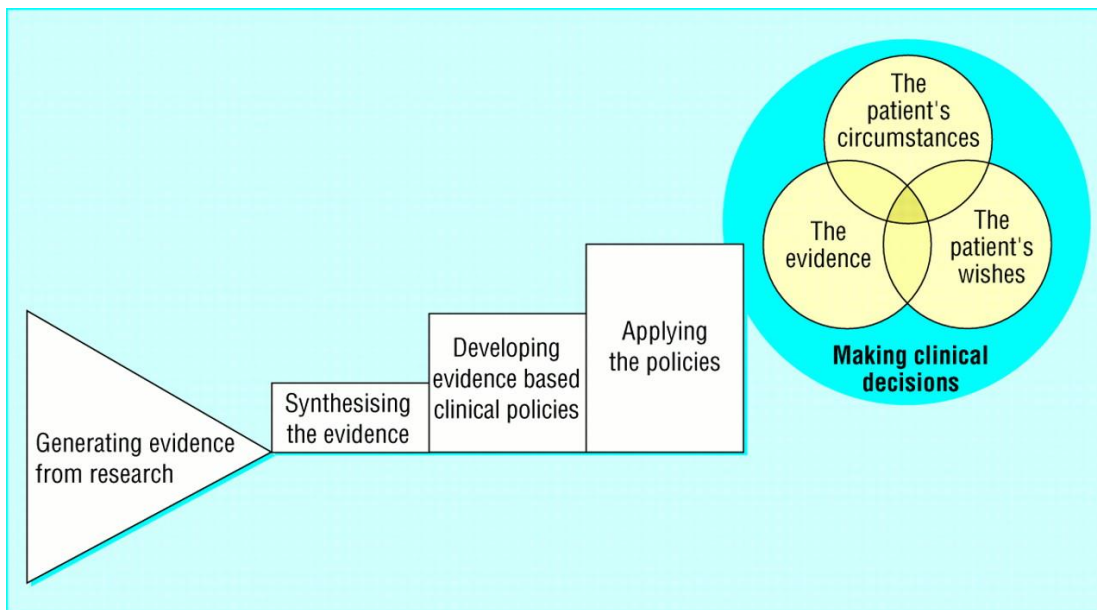 Generating evidence
from research
Synthesising
the evidence
Developing
evidence based
clinical policies
Applying
the policies
The
patient's
circumstances
The
evidence
The
patient's
wishes
Making clinical
decisions